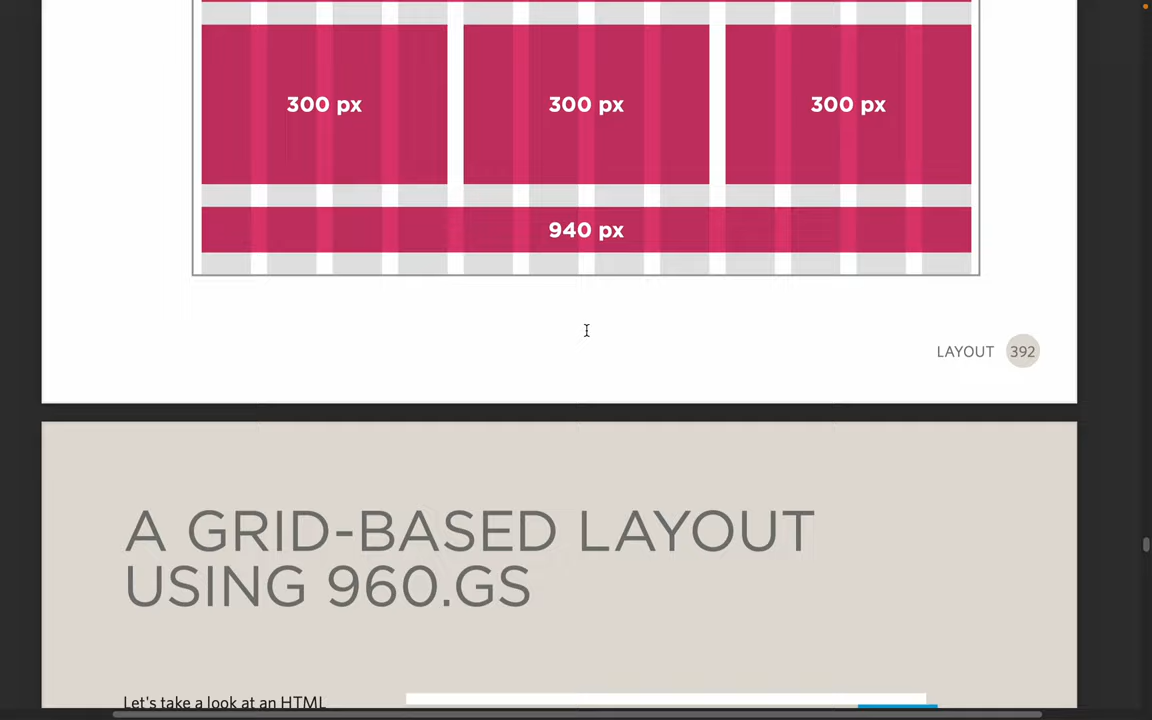 300 px 300 px 300 px
940 px
LAYOUT 392
A GRID-BASED LAYOUT
USING 960.GS
Let's take a look at an HTML